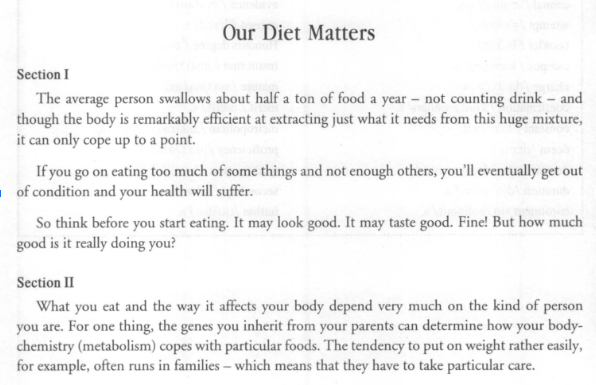 Our Diet Matters
Section I
The average person swallows about half a ton of food a year – not counting drink – and
though the body is remarkably efficient at extracting just what it needs from this huge mixture,
it can only cope up to a point.
If you go on eating too much of some things and not enough others, you'll eventually get out
of condition and your health will suffer.
So think before you start eating. It may look good. It may taste good. Fine! But how much
good is it really doing you?
Section II
What you eat and the way it affects your body depend very much on the kind of person
you are. For one thing, the genes you inherit from your parents can determine how your body-
chemistry (metabolism) copes with particular foods. The tendency to put on weight rather easily,
for example, often runs in families – which means that they have to take particular care.